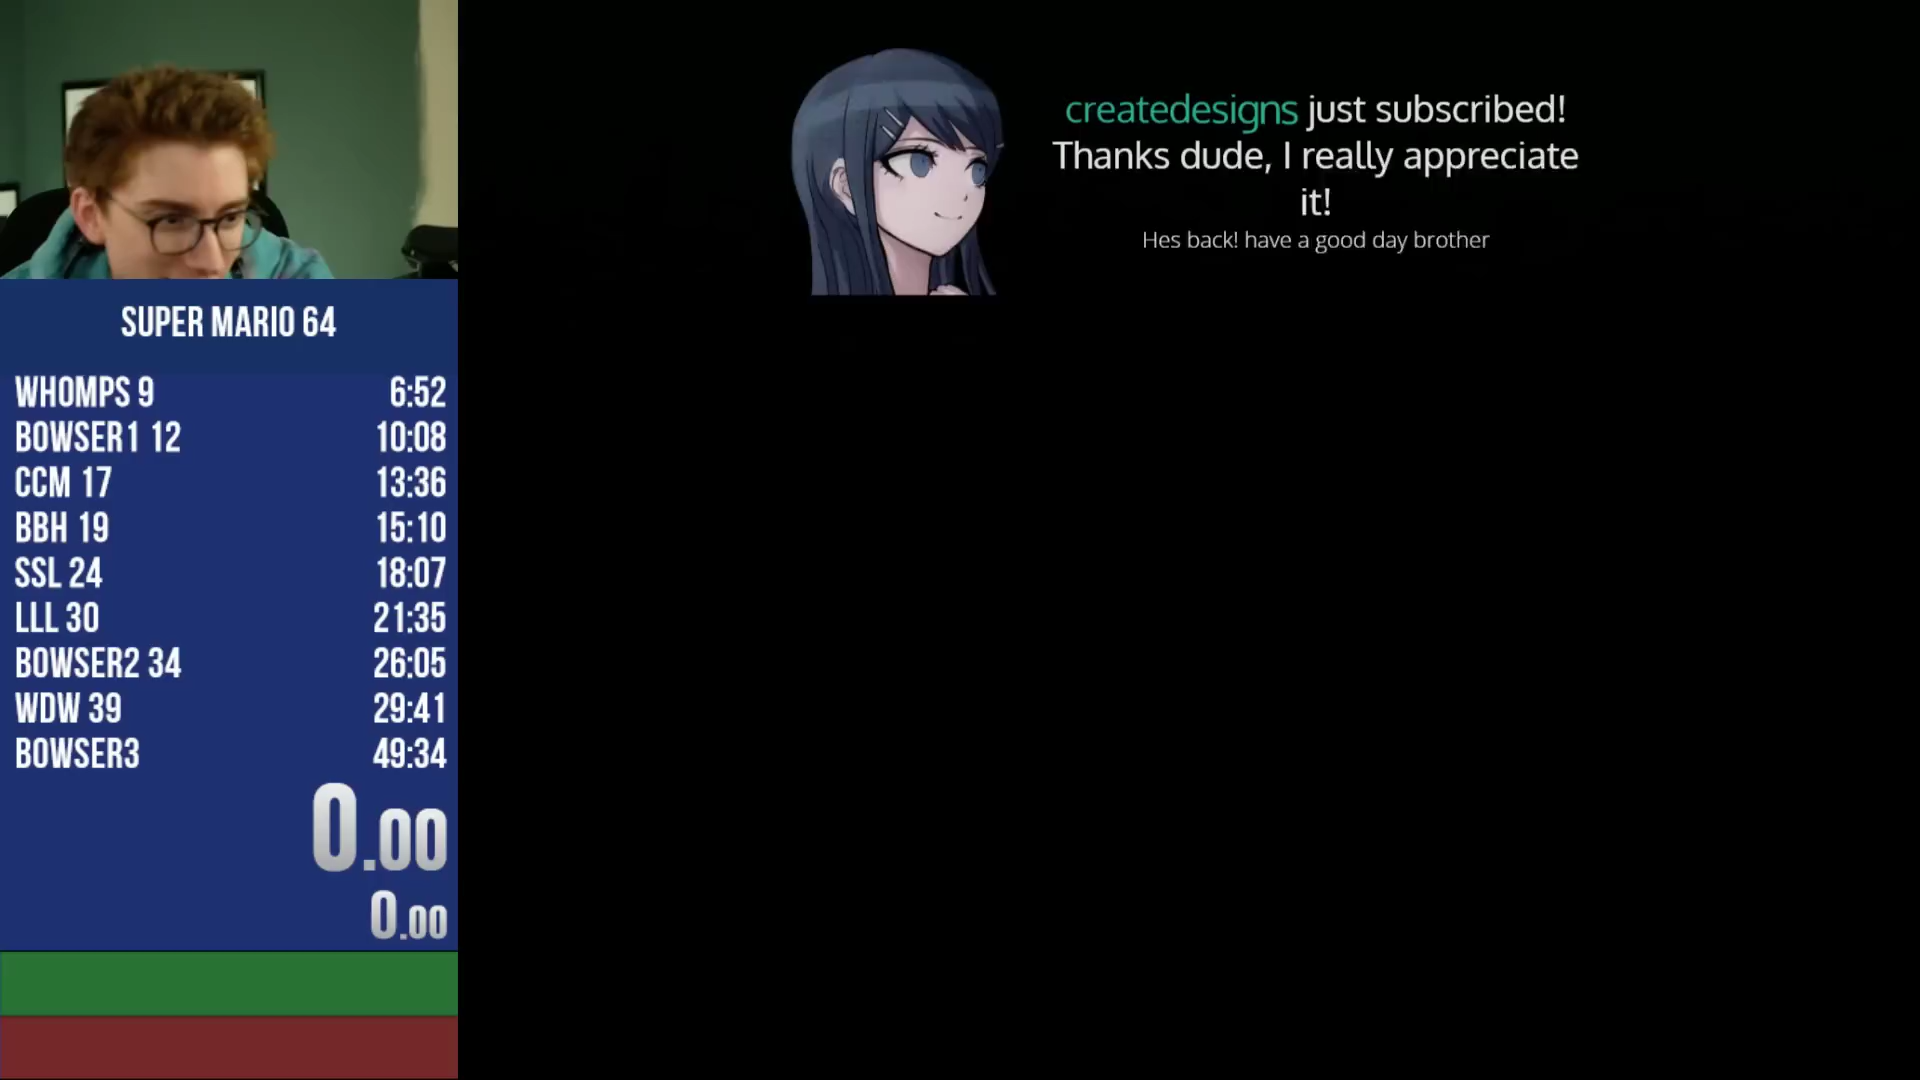 createdesigns just subscribed!
Thanks dude, I really appreciate
it!
Hes back! have a good day brother
SUPER MARIO 64
WHOMPS 9 6:52
BOWSER1 12 10:08
CCM 17 13:36
BBH 19 15:10
SSL 24 18:07
LLL 30 21:35
BOWSER2 34 26:05
WDW 39 29:41
BOWSER3 49:34
0.00
0.00